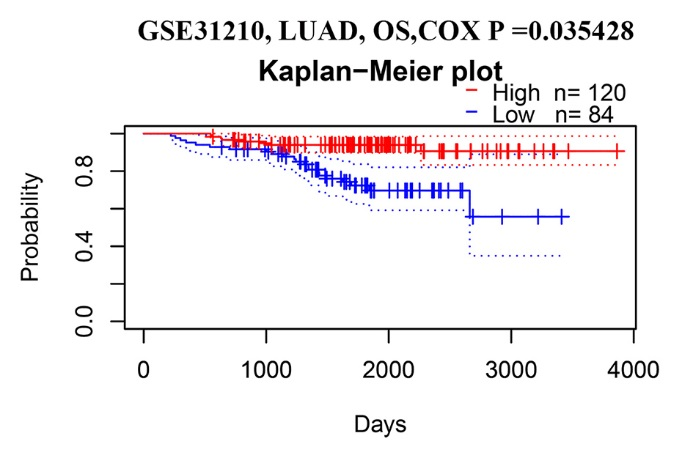 GSE31210, LUAD, OS,COX P =0.035428
Kaplan−Meier plot
High n= 120
Low n= 84
0.8
0.4
0.0
Probability
0 1000 2000 3000 4000
Days